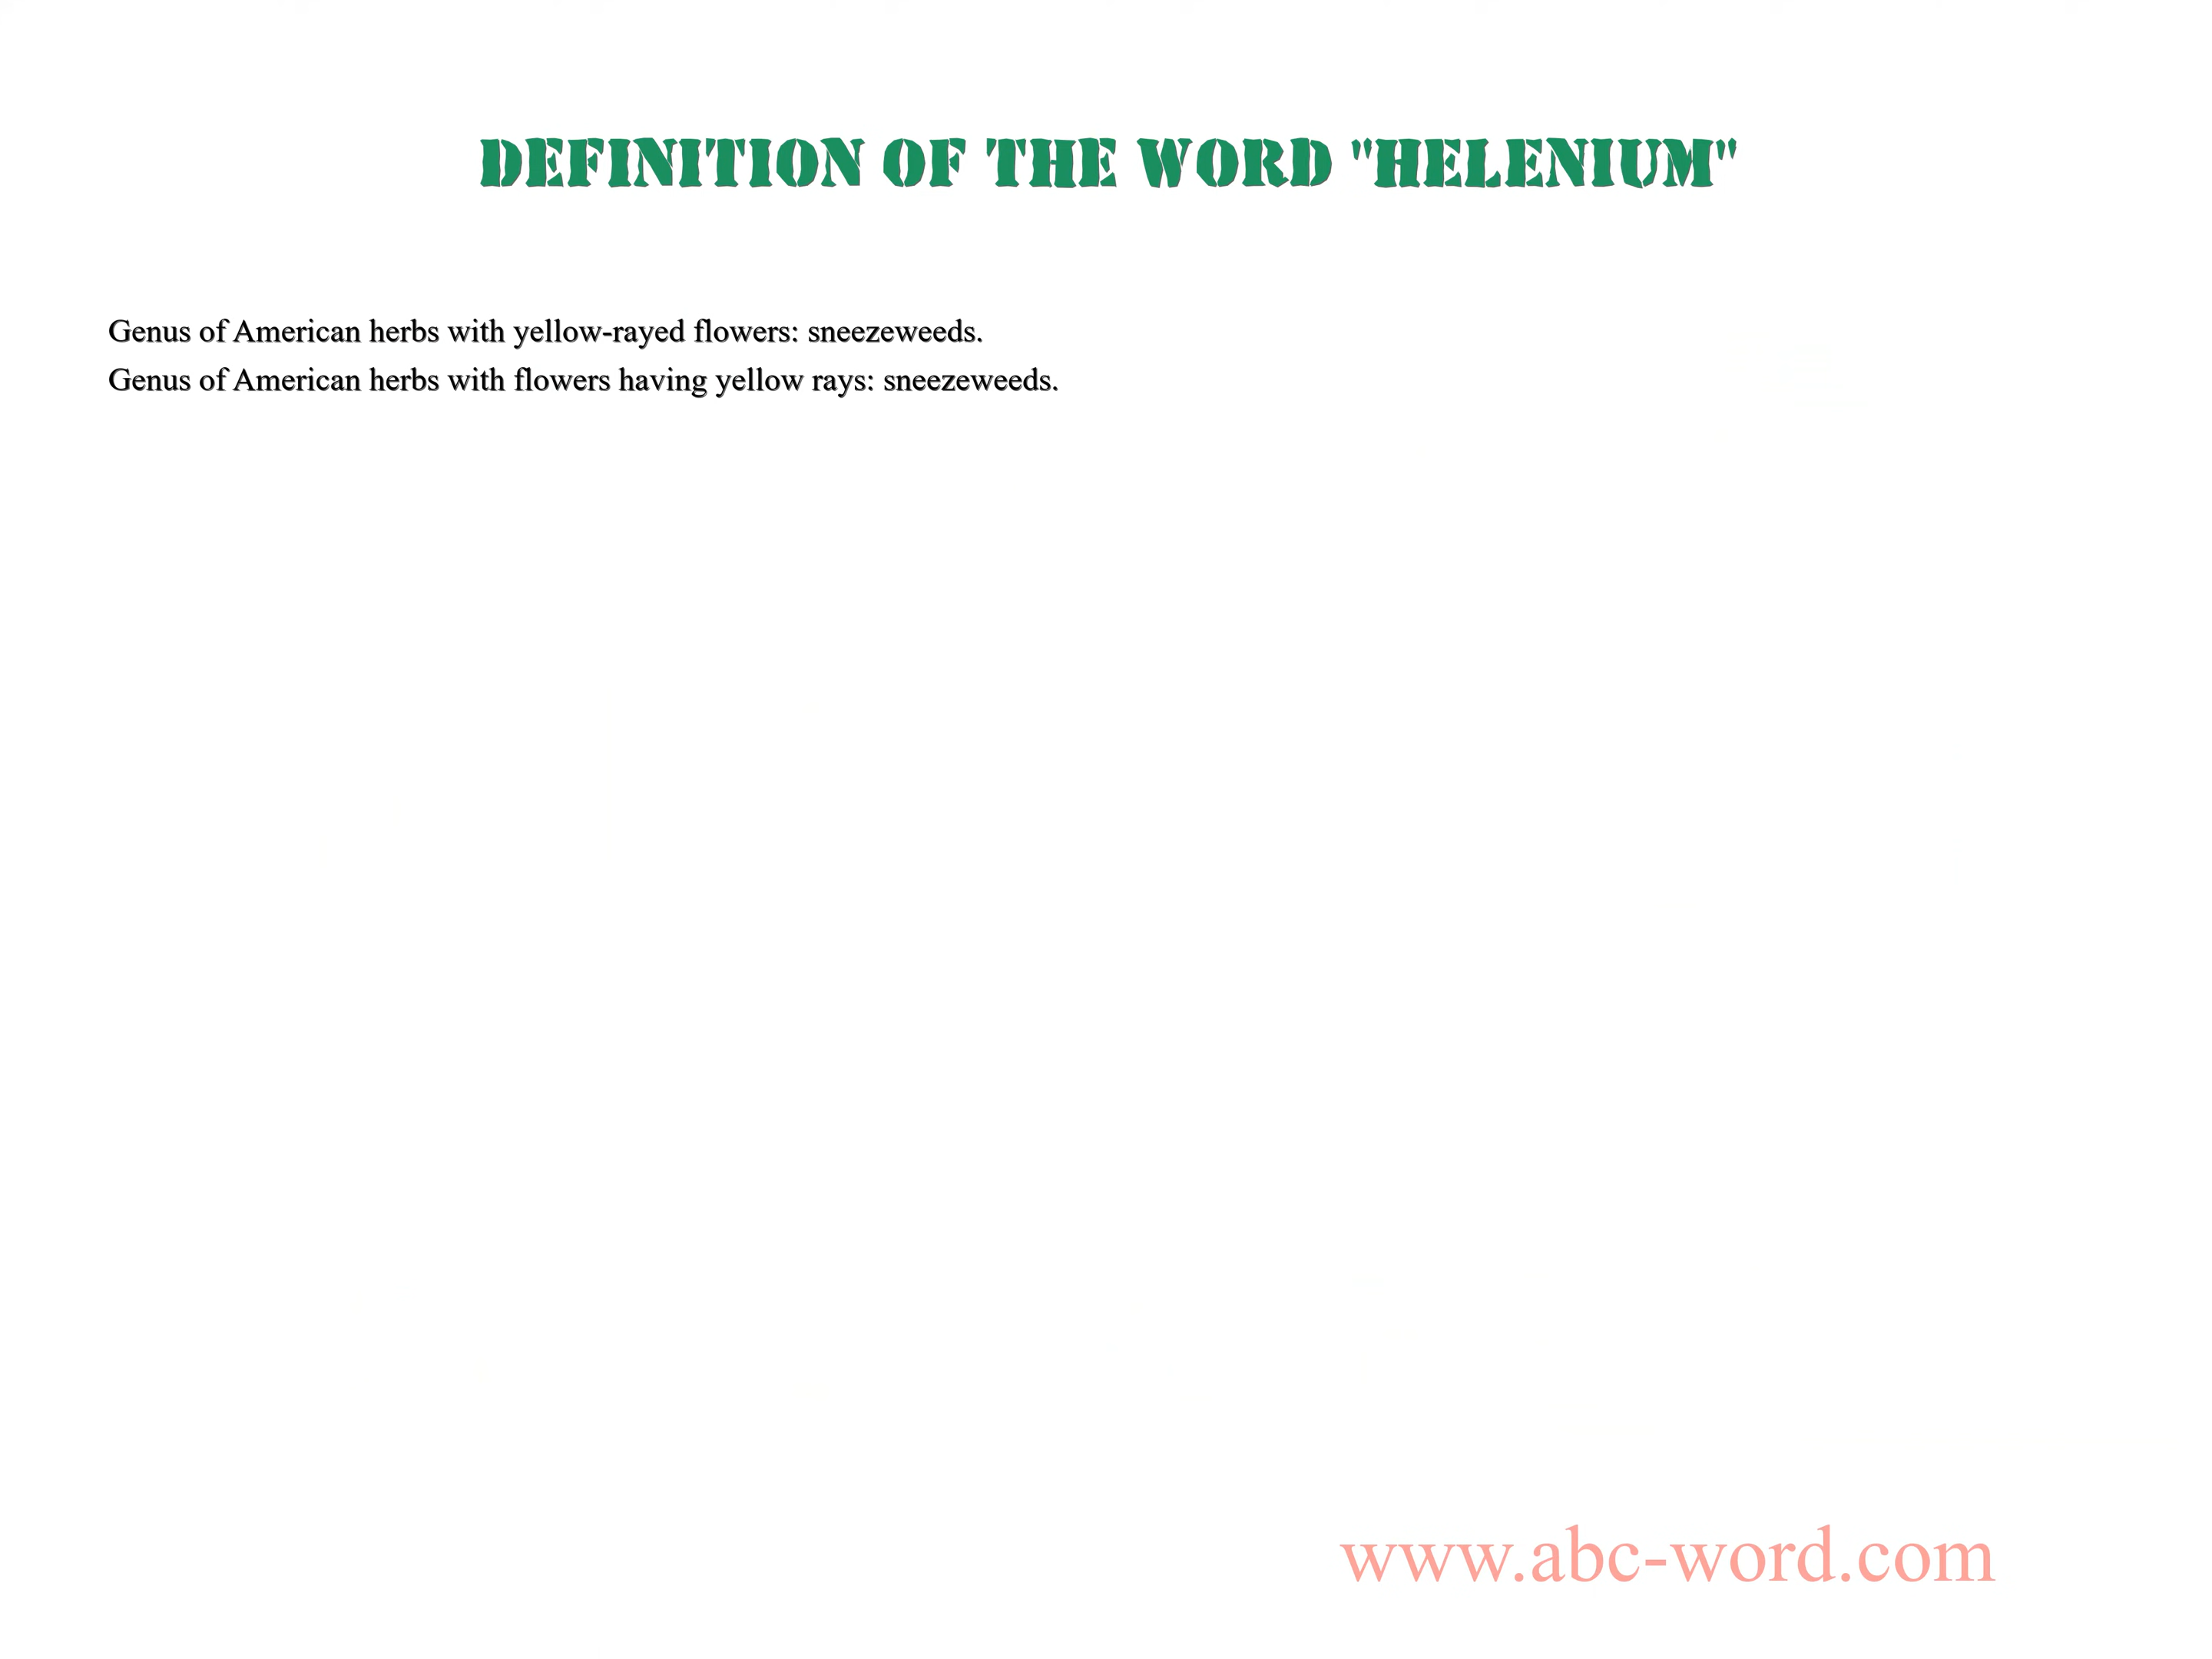 DEFINITION OF THE WORD "HELENIUM"
Genus of American herbs with yellow-rayed flowers: sneezeweeds.
Genus of American herbs with flowers having yellow rays: sneezeweeds.
www.abc-word.com